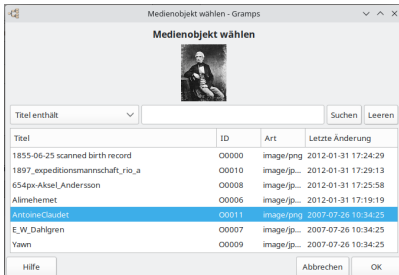 Medienobjekt wählen - Gramps
Medienobjekt wählen
Titel enthält Suchen Leeren
Titel ID Art Letzte Änderung
1855-06-25 scanned birth record O0000 image/png 2012-01-31 17:24:29
1897_expeditionsmannschaft_rio_a O0010 image/jp... 2012-01-31 17:29:13
654px-Aksel_Andersson O0008 image/jp... 2012-01-31 17:25:58
Alimehemet O0006 image/jp... 2012-01-31 17:19:19
AntoineClaudet O0011 image/png 2007-07-26 10:34:25
E_W_Dahlgren O0007 image/jp... 2007-07-26 10:34:25
Yawn O0009 image/jp... 2007-07-26 10:34:25
Hilfe Abbrechen OK